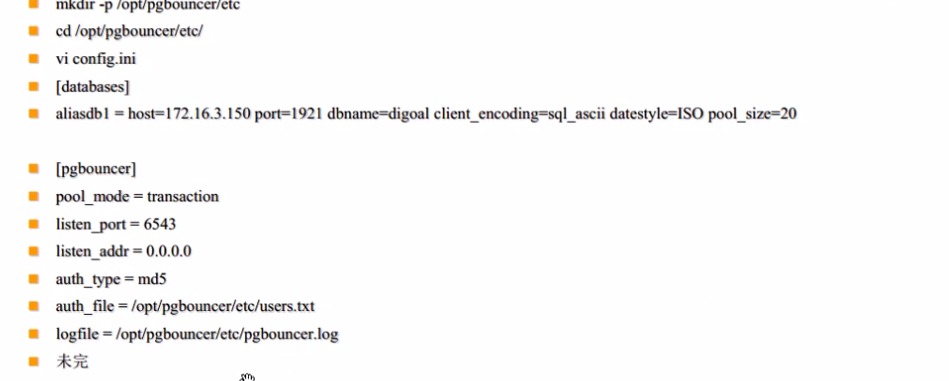 mkdir -p /opt/pgbouncer/etc
cd /opt/pgbouncer/etc/
vi config.ini
[databases]
aliasdb1 = host=172.16.3.150 port=1921 dbname=digoal client_encoding=sql_ascii datestyle=ISO pool_size=20
[pgbouncer]
pool_mode = transaction
listen_port = 6543
listen_addr = 0.0.0.0
auth_type = md5
auth_file = /opt/pgbouncer/etc/users.txt
logfile = /opt/pgbouncer/etc/pgbouncer.log
未完